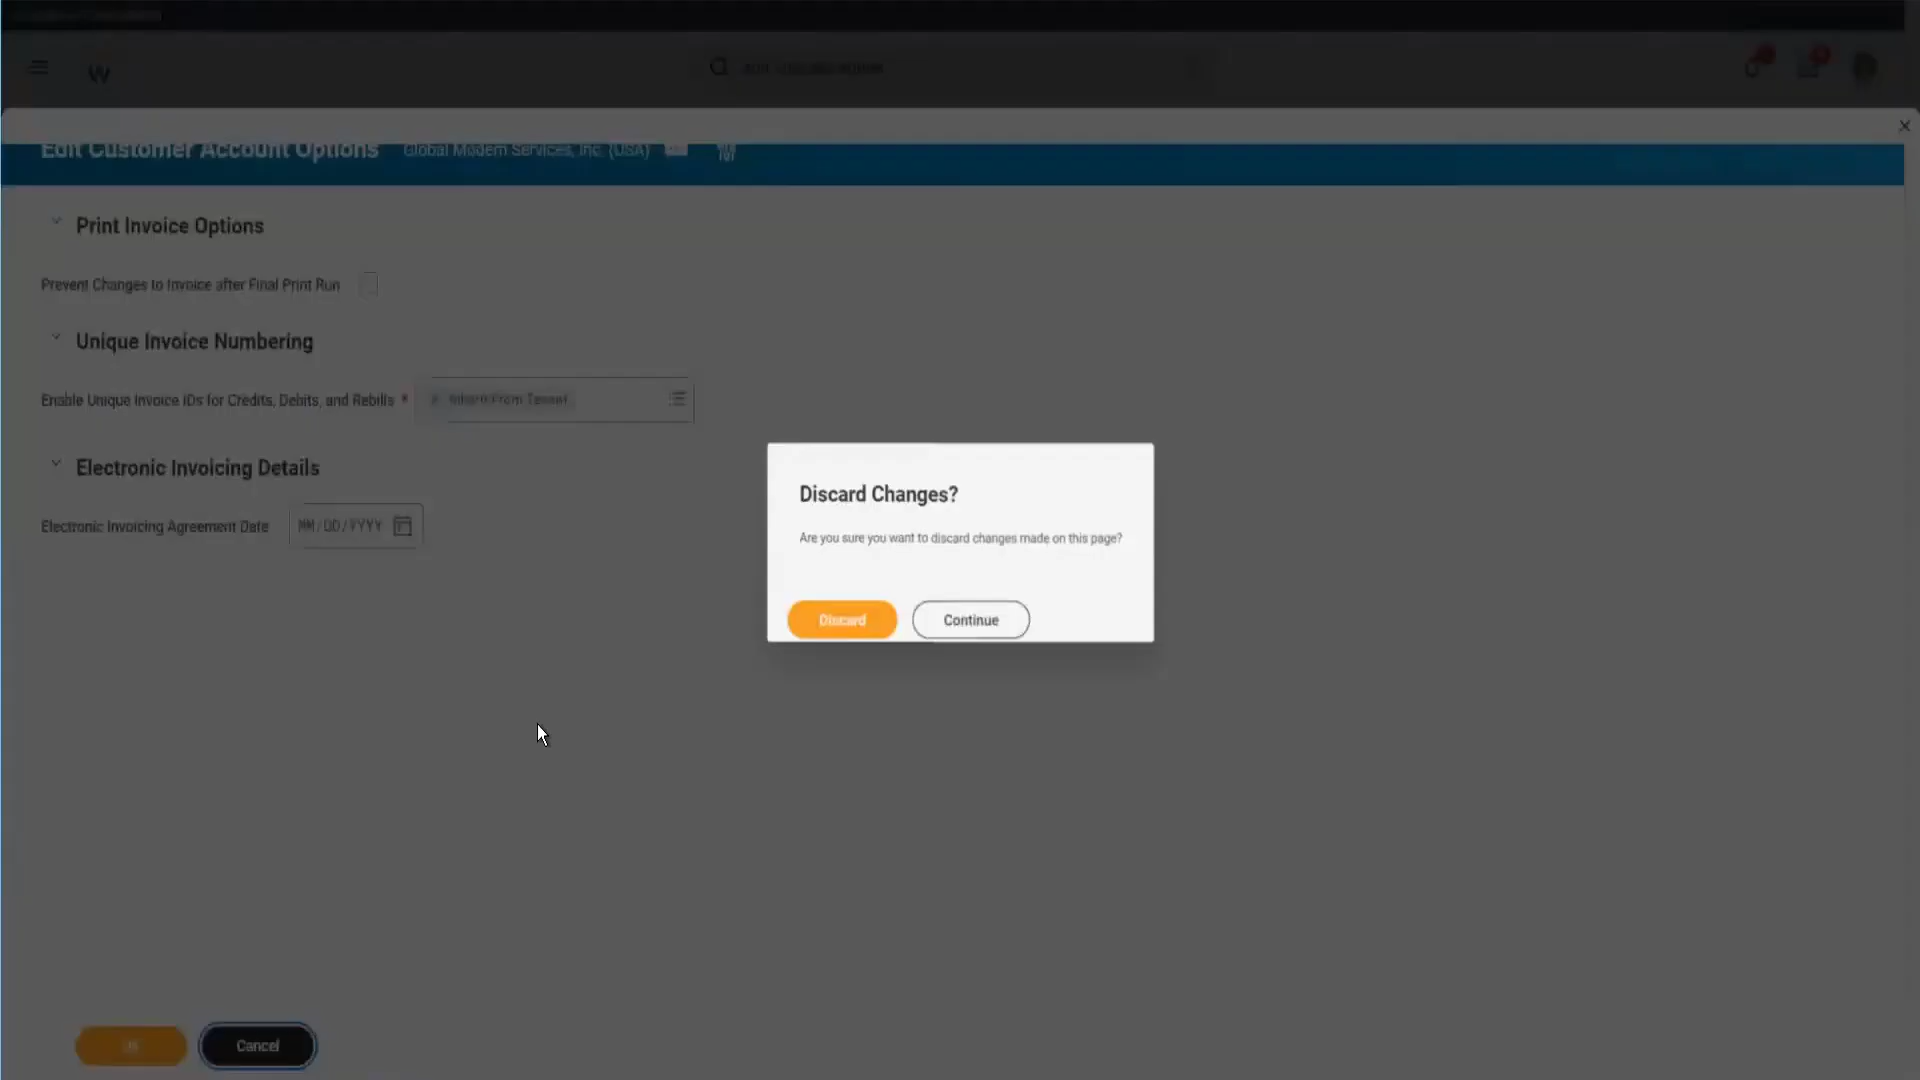 W
Edit Customer Account Options Global Modern Services, Inc. (USA)
Print Invoice Options
Prevent Changes to Invoice after Final Print Run
Unique Invoice Numbering
Enable Unique Invoice IDs for Credits, Debits, and Rebills * × Inherit From Tenant
Electronic Invoicing Details
Electronic Invoicing Agreement Date MM/DD/YYYY
Discard Changes?
Are you sure you want to discard changes made on this page?
Discard Continue
Cancel